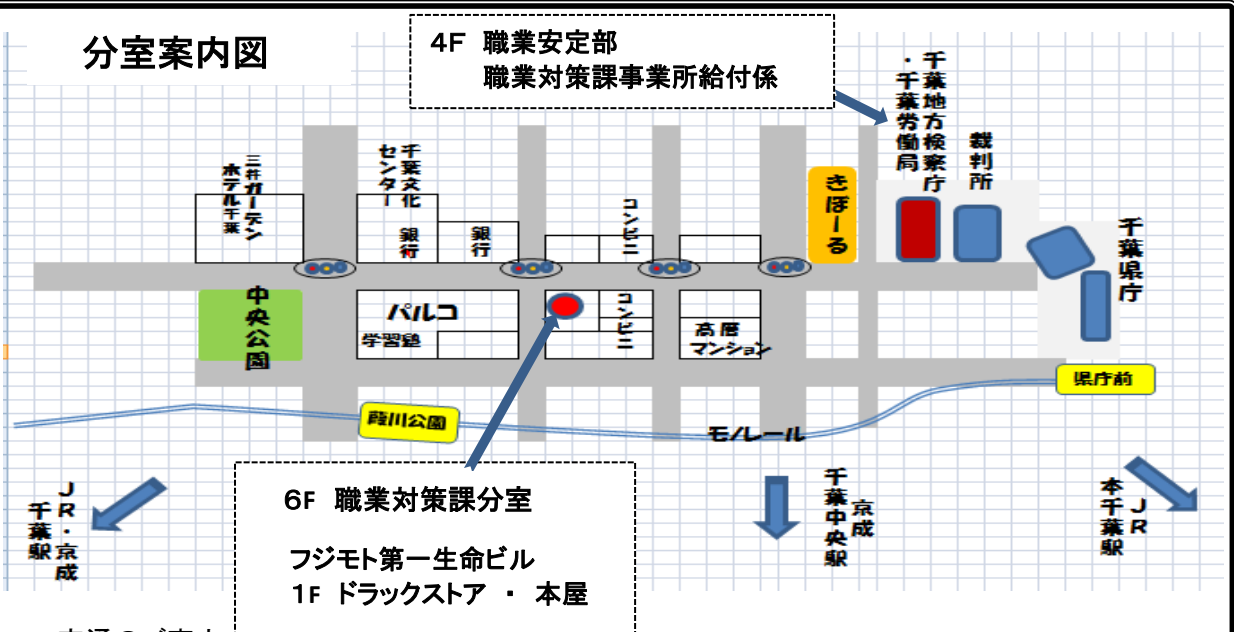 分室案内図
4F 職業安定部
職業対策課事業所給付係
千葉地方検察庁
・千葉労働局
裁判所
三井ガーデン
ホテル千葉
千葉文化
センター
銀行
銀行
コンビニ
きぼーる
千葉県庁
中央公園
パルコ
学習塾
コンビニ
高層
マンション
県庁前
葭川公園
モノレール
JR・京成
千葉駅
6F 職業対策課分室
フジモト第一生命ビル
1F ドラックストア ・ 本屋
京成
千葉中央駅
JR
本千葉駅